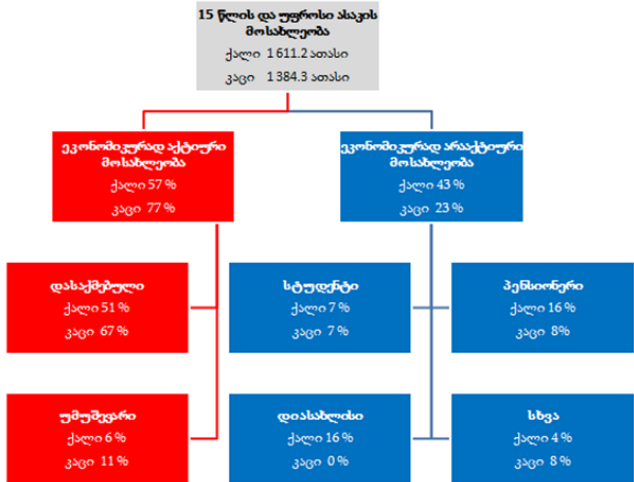 15 წლის და უფროსი ასაკის
მოსახლეობა
ქალი 1 611.2 ათასი
კაცი 1 384.3 ათასი
ეკონომიკურად აქტიური
მოსახლეობა
ქალი 57 %
კაცი 77 %
ეკონომიკურად არააქტიური
მოსახლეობა
ქალი 43 %
კაცი 23 %
დასაქმებული
ქალი 51 %
კაცი 67 %
სტუდენტი
ქალი 7 %
კაცი 7 %
პენსიონერი
ქალი 16 %
კაცი 8%
უმუშევარი
ქალი 6 %
კაცი 11 %
დიასახლისი
ქალი 16 %
კაცი 0 %
სხვა
ქალი 4 %
კაცი 8 %